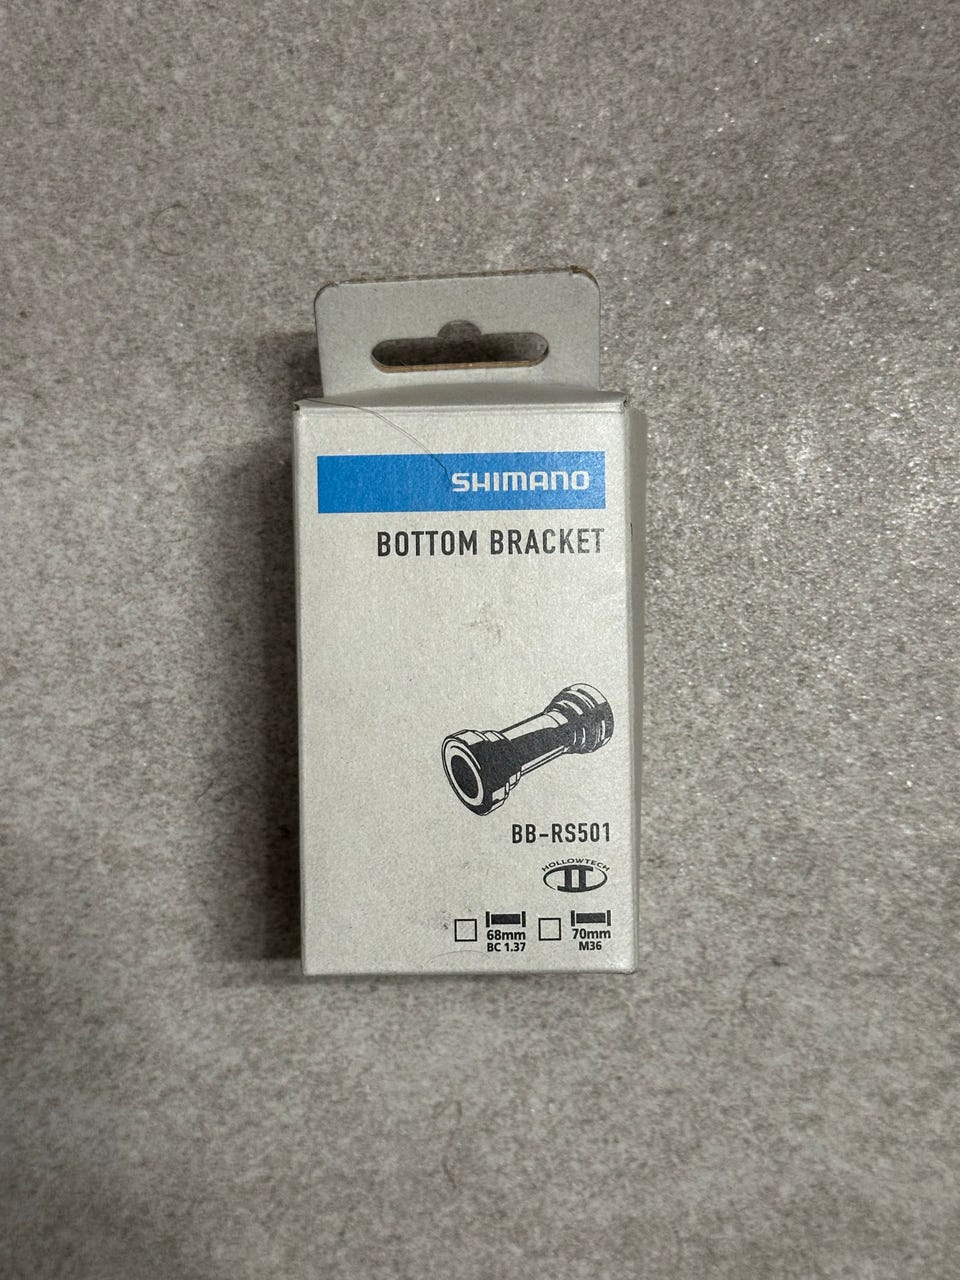 SHIMANO
BOTTOM BRACKET
BB-RS501
HOLLOWTECH
II
68mm 70mm
BC 1.37 M36